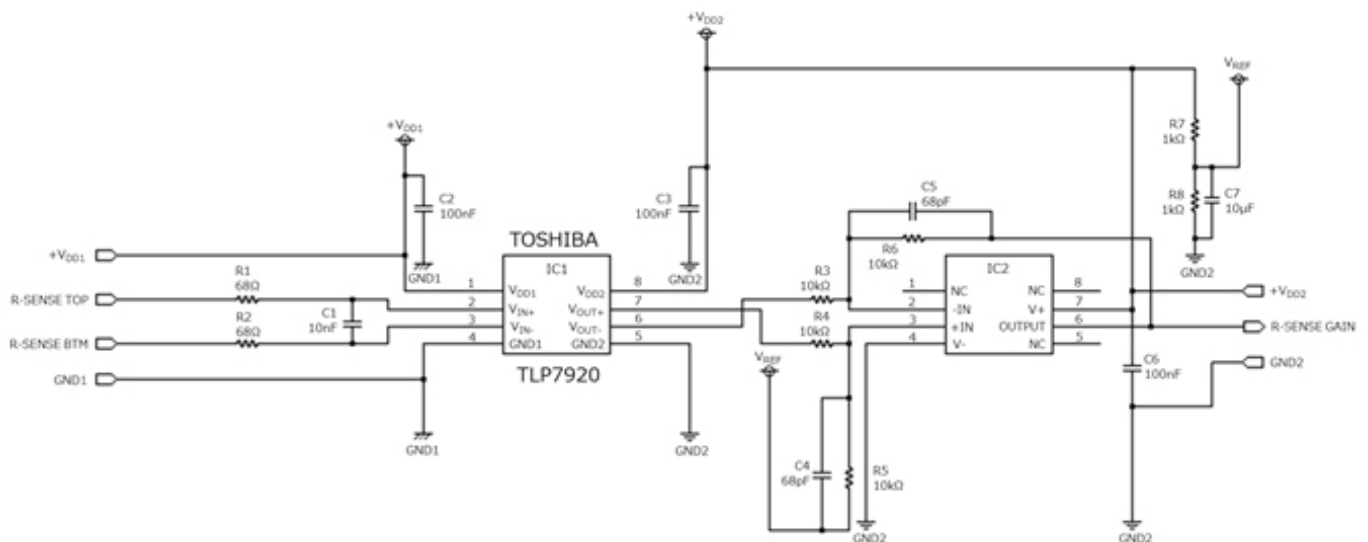 +VDD2
VREF
+VDD1
R7
1kΩ
C2
100nF
C3
100nF
C5
68pF
R8
1kΩ
C7
10µF
TOSHIBA
R6
10kΩ
+VDD1
GND1
GND2
GND2
R1
68Ω
IC1
R3
10kΩ
IC2
1
VDD1
VDD2
8
1
NC
NC
8
+VDD2
R-SENSE TOP
2
VIN+
VOUT+
7
2
-IN
V+
7
R2
68Ω
C1
10nF
3
VIN-
VOUT-
6
R4
10kΩ
3
+IN
OUTPUT
6
R-SENSE GAIN
R-SENSE BTM
4
GND1
GND2
5
4
V-
NC
5
VREF
C6
100nF
GND2
GND1
TLP7920
GND1
GND2
C4
68pF
R5
10kΩ
GND2
GND2